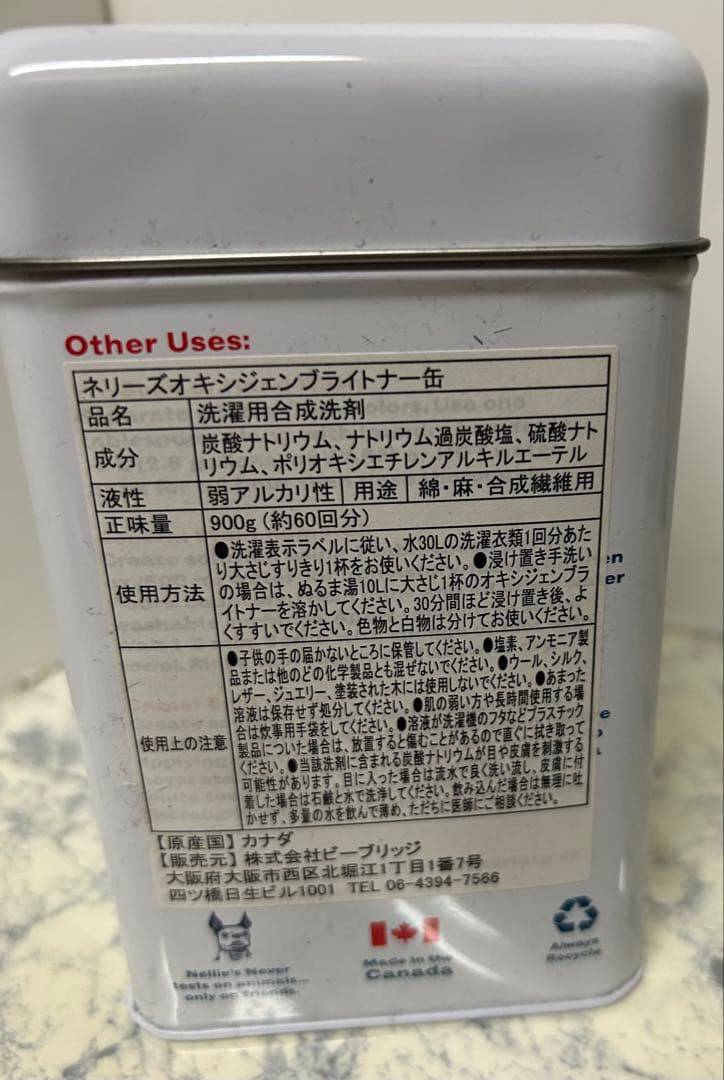 Other Uses:
ネリーズオキシジェンブライトナー缶
品名 洗濯用合成洗剤
成分 炭酸ナトリウム、ナトリウム過炭酸塩、硫酸ナト
リウム、ポリオキシエチレンアルキルエーテル
液性 弱アルカリ性 用途 綿・麻・合成繊維用
正味量 900g(約60回分)
使用方法
●洗濯表示ラベルに従い、水30Lの洗濯衣類1回分あた
り大さじすりきり1杯をお使いください。●浸け置き手洗い
の場合は、ぬるま湯10Lに大さじ1杯のオキシジェンブラ
イトナーを溶かしてください。30分間ほど浸け置き後、よ
くすすいでください。色物と白物は分けてお使いください。
使用上の注意
●子供の手の届かないところに保管してください。●塩素、アンモニア製
品または他のどの化学製品とも混ぜないでください。●ウール、シルク、
レザー、ジュエリー、塗装された木には使用しないでください。●あまった
溶液は保存せず処分してください。●肌の弱い方や長時間使用する場
合は炊事用手袋をしてください。●溶液が洗濯機のフタなどプラスチック
製品についた場合は、放置すると傷むことがあるので直ぐに拭き取って
ください。●当該洗剤に含まれる炭酸ナトリウムが目や皮膚を刺激する
可能性があります。目に入った場合は流水で良く洗い流し、皮膚に付
着した場合は石鹸と水で洗浄してください。飲み込んだ場合は無理に吐
かせず、多量の水を飲んで薄め、ただちに医師にご相談ください。
【原産国】カナダ
【販売元】株式会社ビーブリッジ
大阪府大阪市西区北堀江1丁目1番7号
四ツ橋日生ビル1001 TEL 06-4394-7566
Nellie's Never
tests on animals...
only on friends.
Made in the
Canada
Always
Recycle